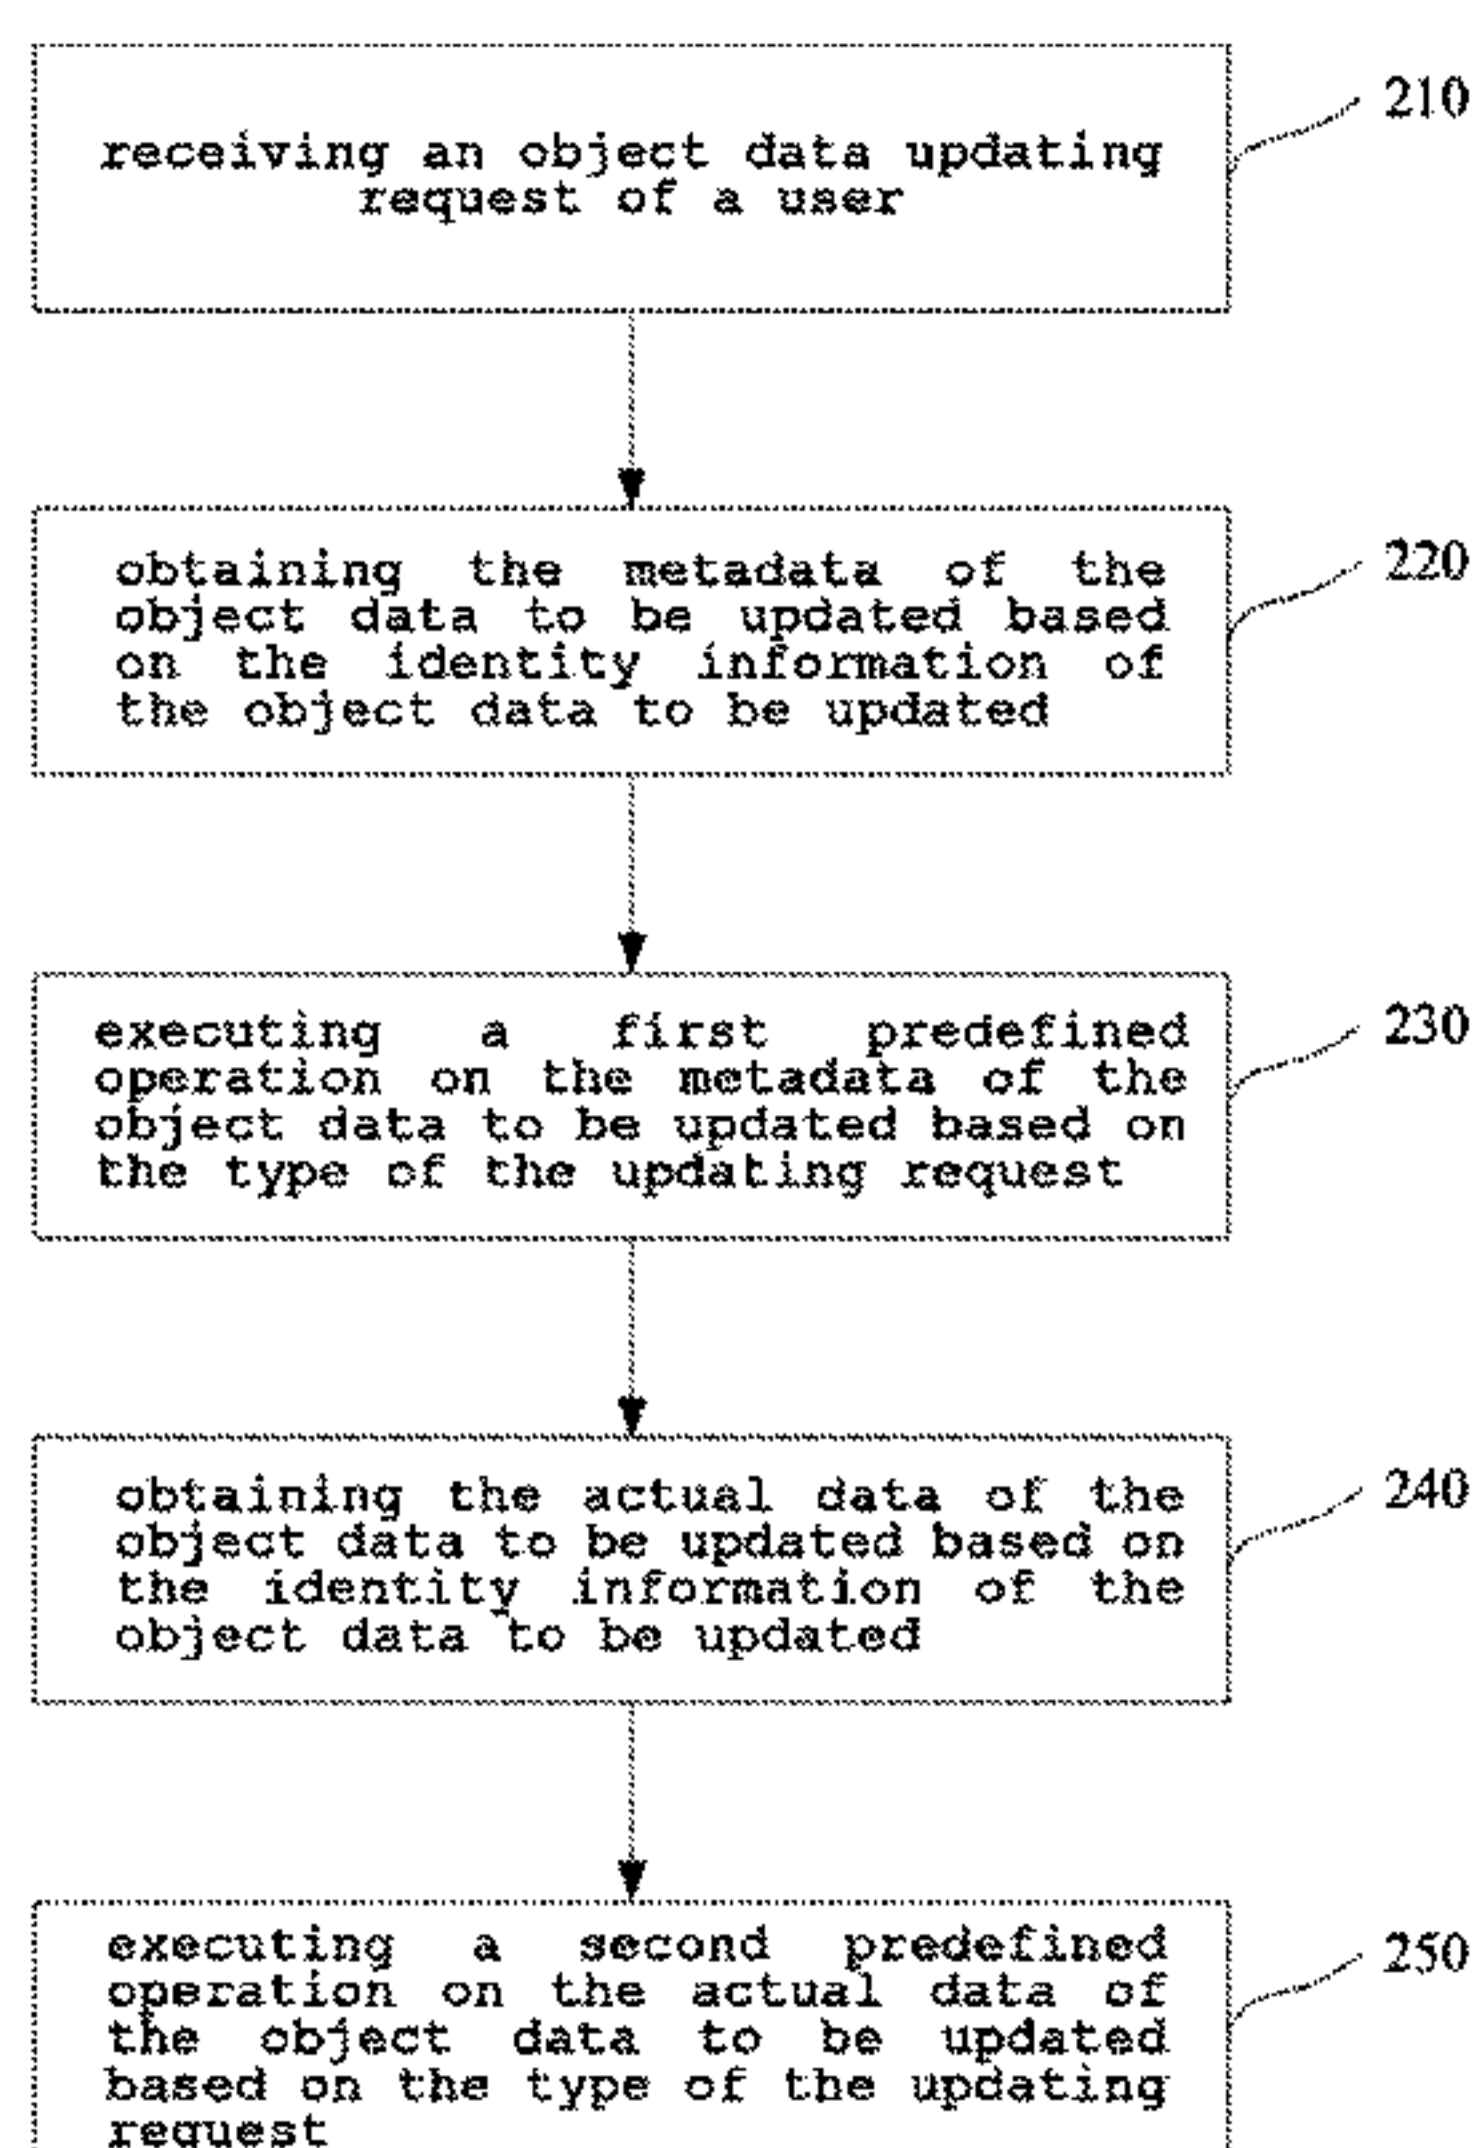 210
receiving an object data updating
request of a user
220
obtaining the metadata of the
object data to be updated based
on the identity information of
the object data to be updated
230
executing a first predefined
operation on the metadata of the
object data to be updated based on
the type of the updating request
240
obtaining the actual data of the
object data to be updated based on
the identity information of the
object data to be updated
250
executing a second predefined
operation on the actual data of
the object data to be updated
based on the type of the updating
request